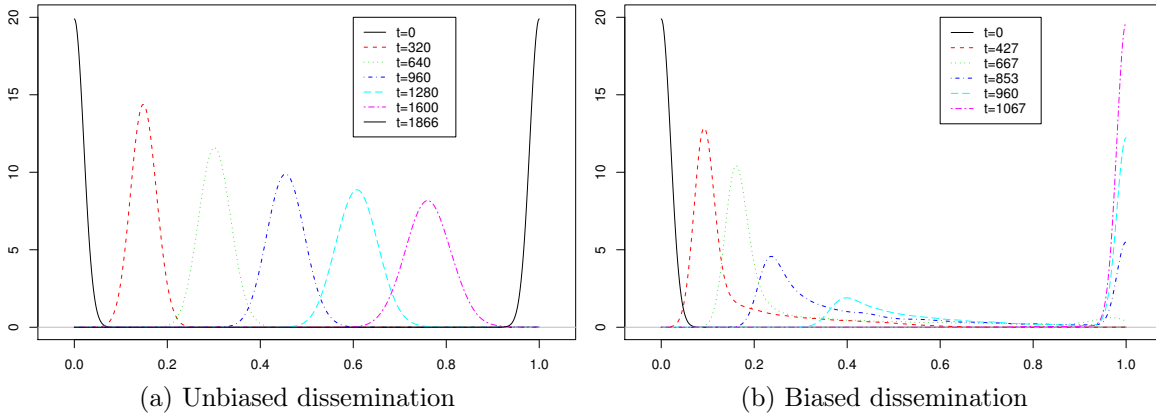 20
15
10
5
0
t=0
t=320
t=640
t=960
t=1280
t=1600
t=1866
0.0 0.2 0.4 0.6 0.8 1.0
(a) Unbiased dissemination
20
15
10
5
0
t=0
t=427
t=667
t=853
t=960
t=1067
0.0 0.2 0.4 0.6 0.8 1.0
(b) Biased dissemination